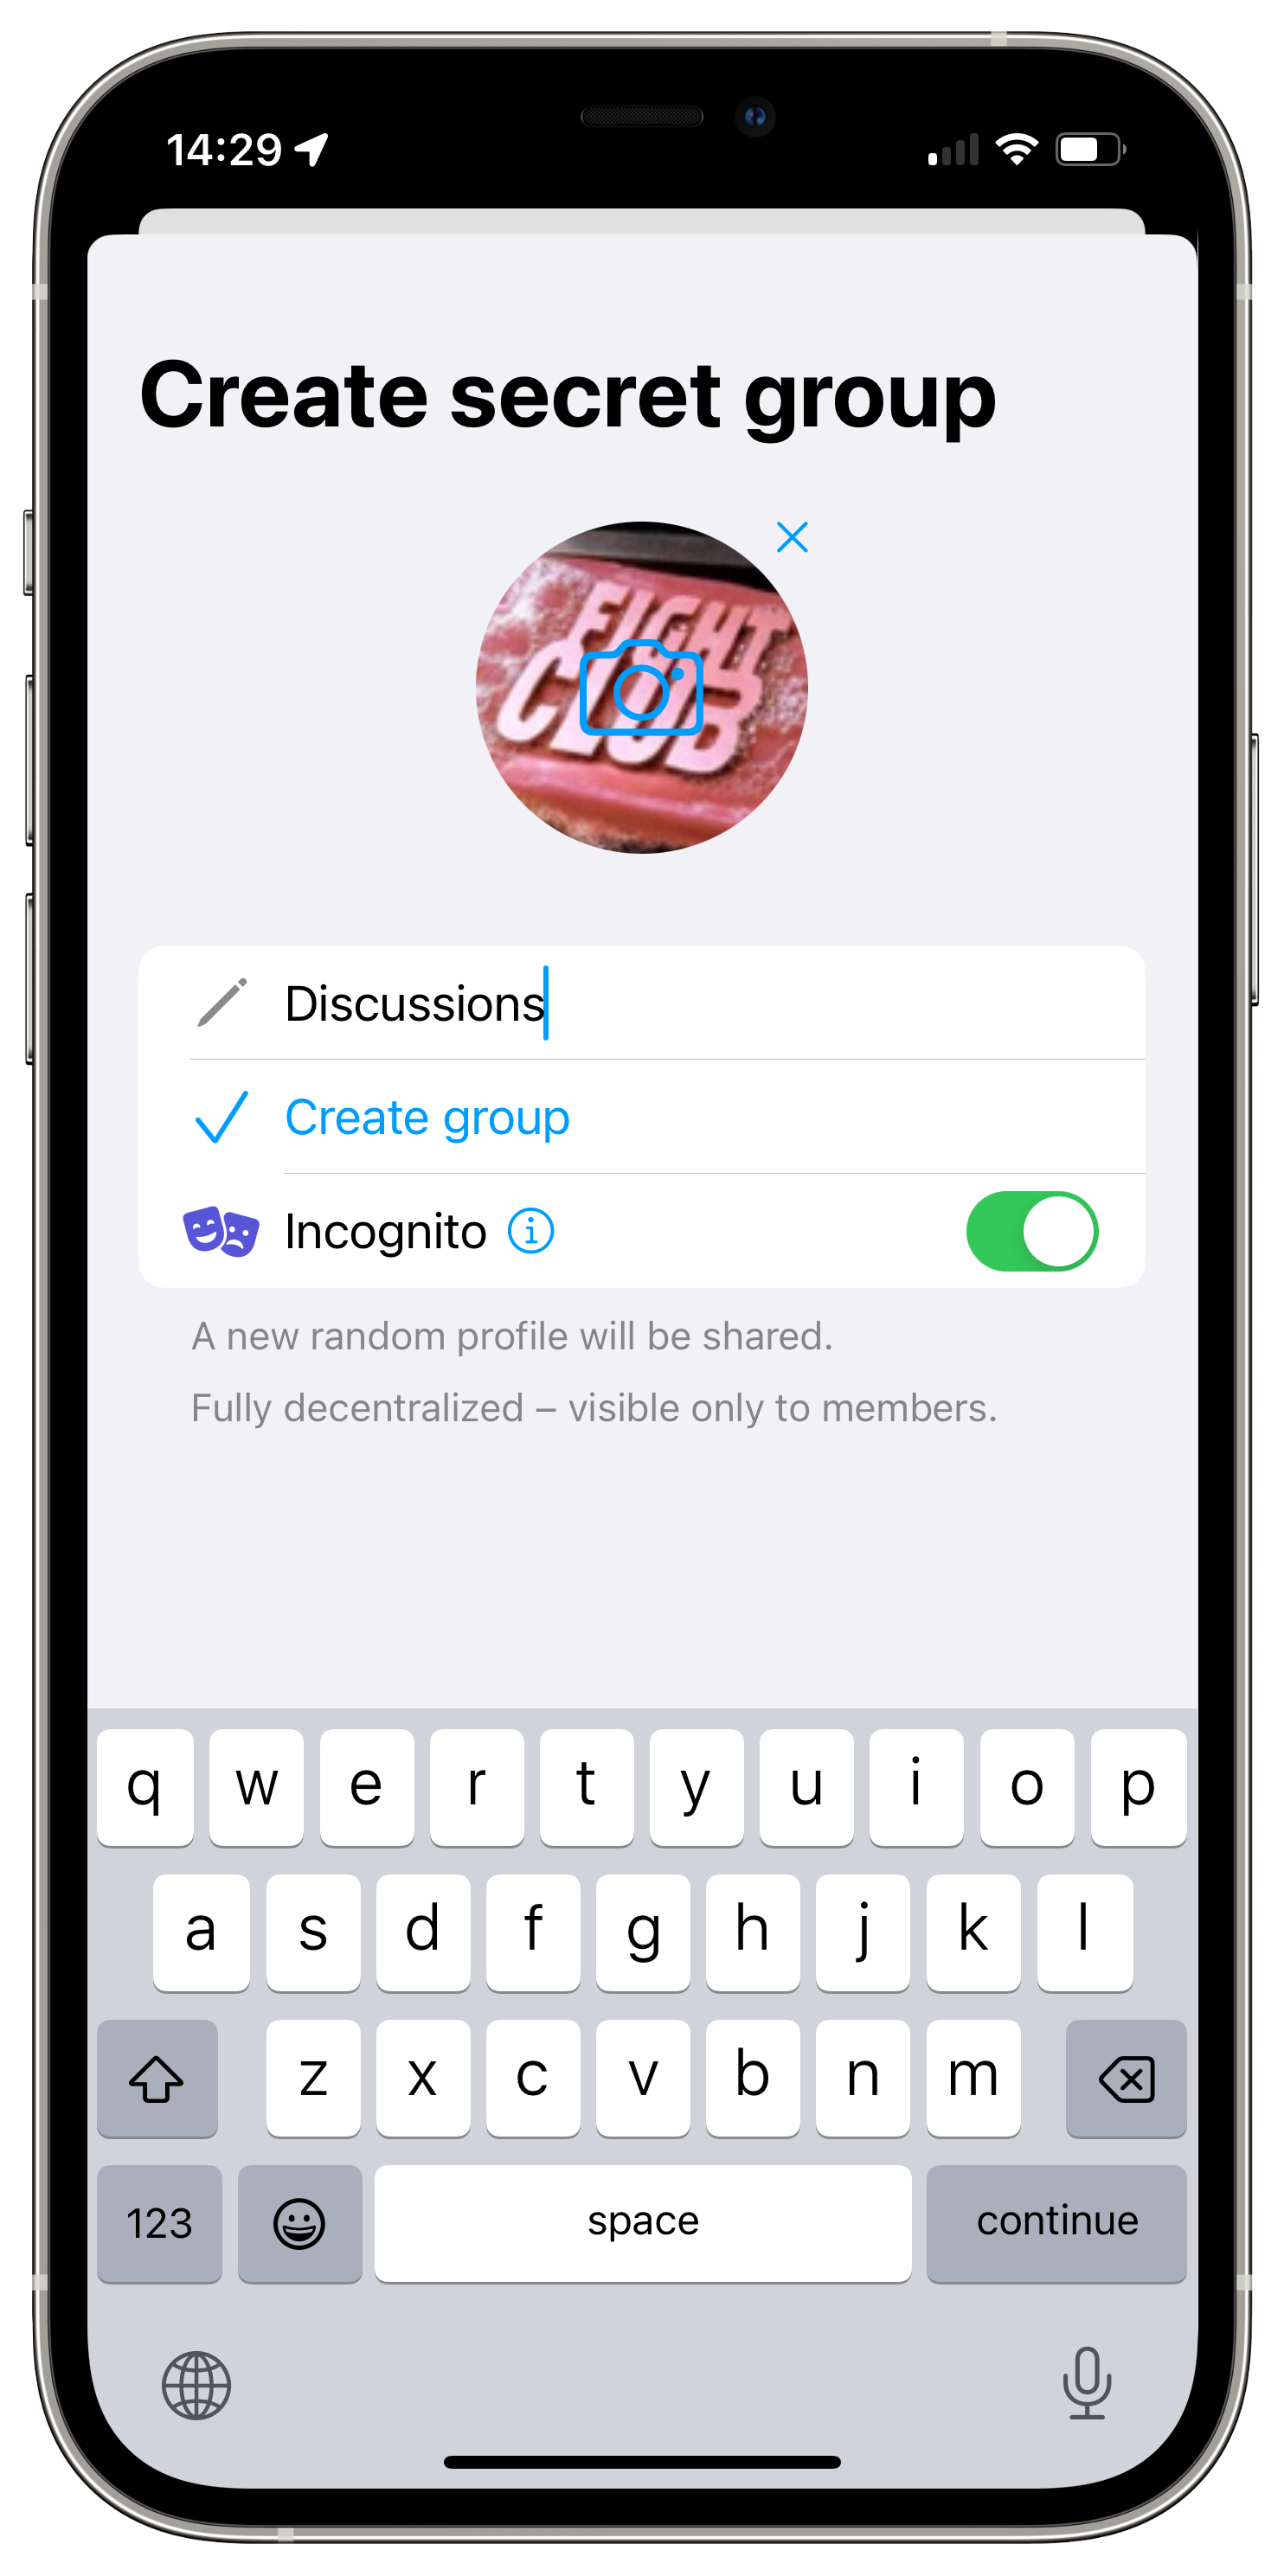 14:29
Create secret group
FIGHT
CLUB
Discussions
Create group
Incognito
A new random profile will be shared.
Fully decentralized – visible only to members.
q w e r t y u i o p
a s d f g h j k l
z x c v b n m
123 space continue